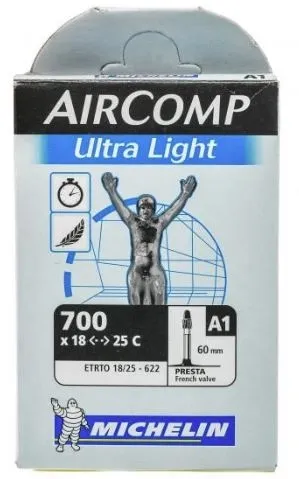 A1
AIRCOMP
Ultra Light
700
x 18 <··> 25 C
ETRTO 18/25 - 622
A1
60 mm
PRESTA
French valve
MICHELIN